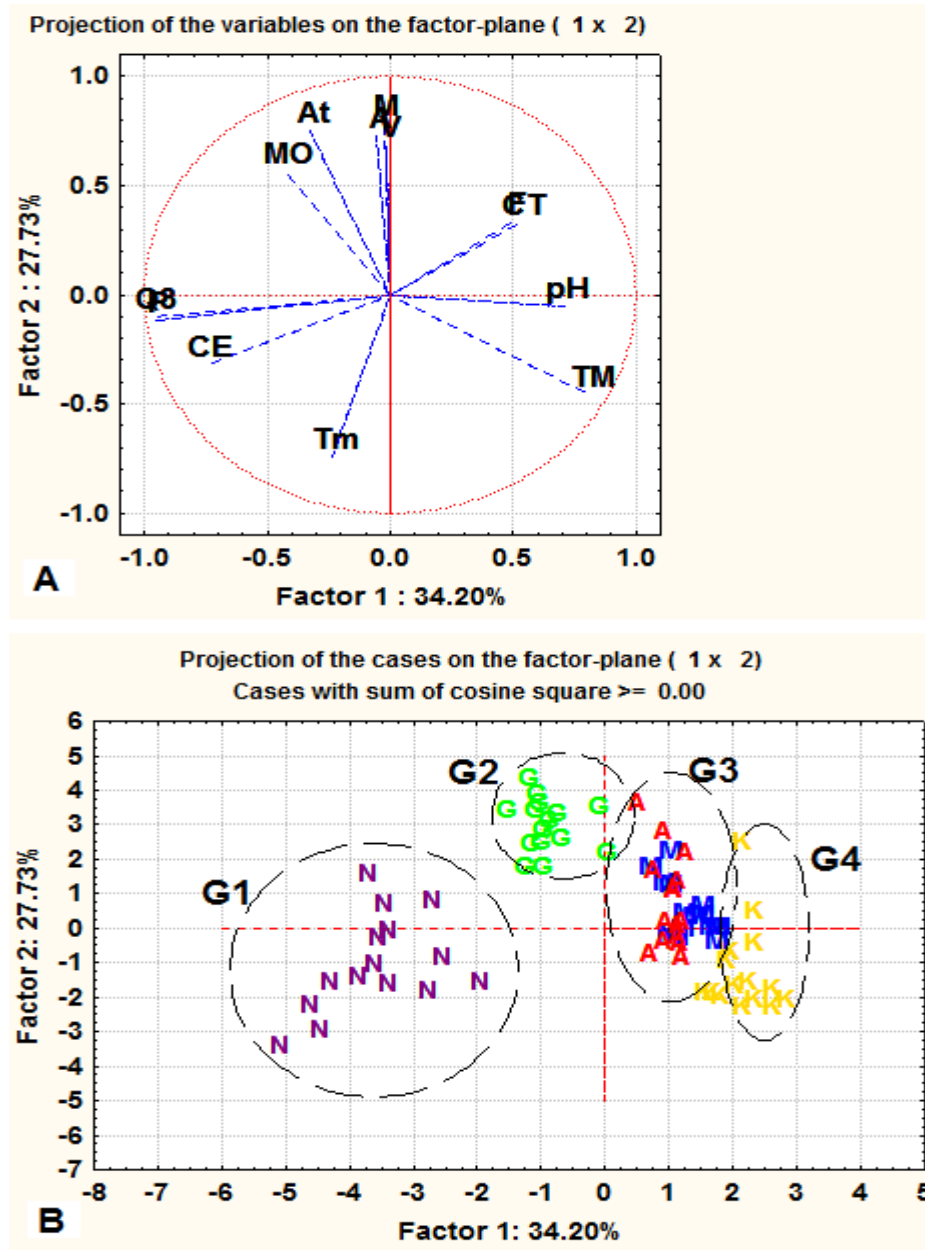 Projection of the variables on the factor-plane ( 1 x 2)
1.0
0.5
0.0
-0.5
-1.0
Factor 2 : 27.73%
At
M
A
V
MO
CT
pH
CE
TM
Tm
-1.0 -0.5 0.0 0.5 1.0
Factor 1 : 34.20%
A
Projection of the cases on the factor-plane ( 1 x 2)
Cases with sum of cosine square >= 0.00
6
5
4
3
2
1
0
-1
-2
-3
-4
-5
-6
-7
Factor 2: 27.73%
G2
G3
G1
G4
G G G G G G G G G G G G
A A A A A A A A A A A
M M M M M M
K K K K K K K K K K K
N N N N N N N N N N N N N N N
-8 -7 -6 -5 -4 -3 -2 -1 0 1 2 3 4 5
Factor 1: 34.20%
B